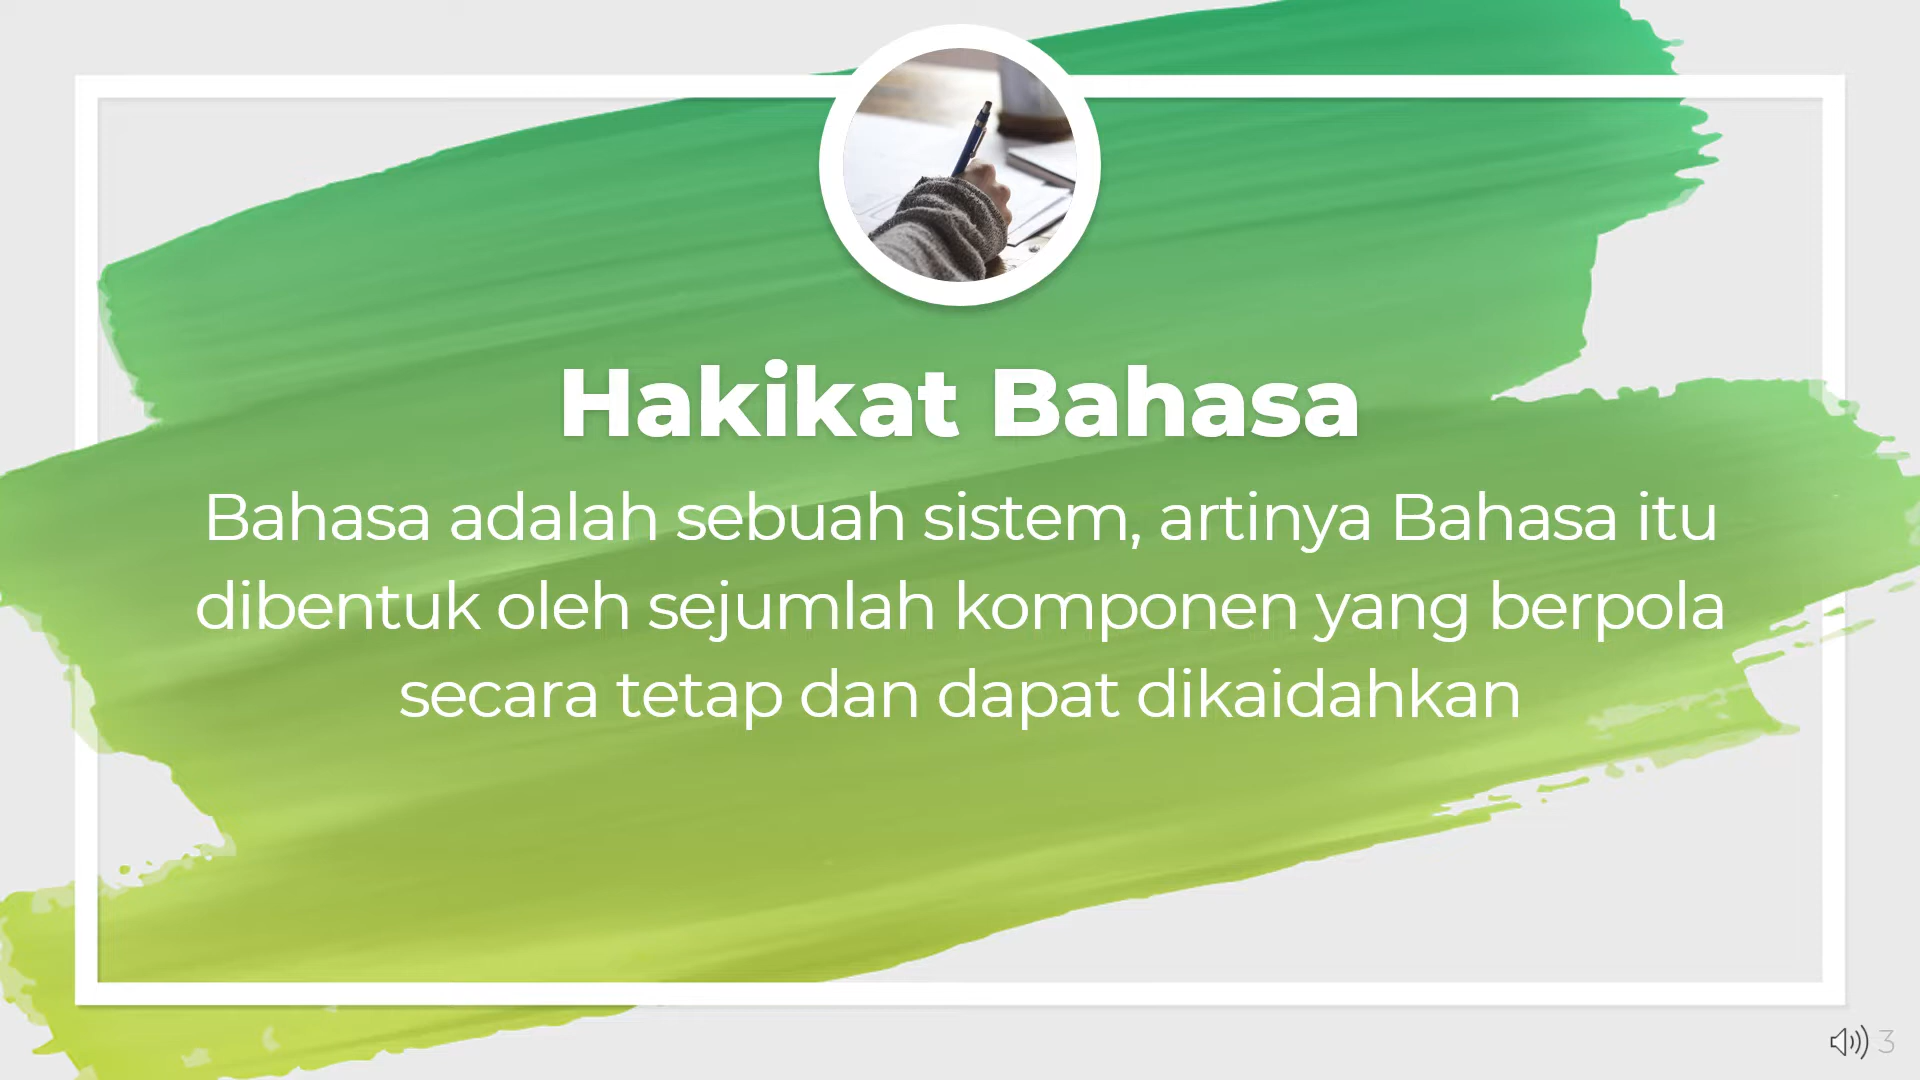 Hakikat Bahasa
Bahasa adalah sebuah sistem, artinya Bahasa itu
dibentuk oleh sejumlah komponen yang berpola
secara tetap dan dapat dikaidahkan
3